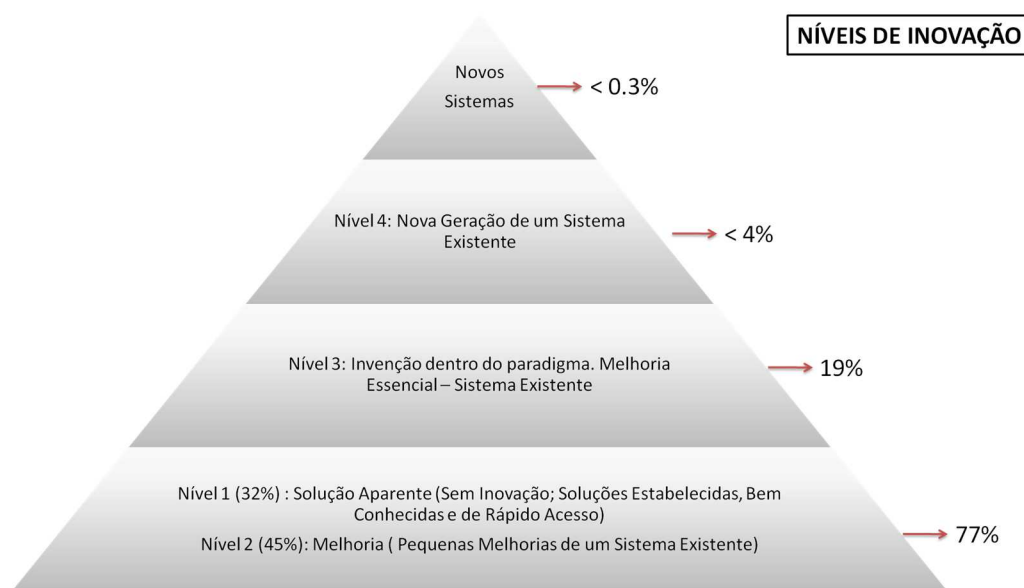 NÍVEIS DE INOVAÇÃO
Novos
Sistemas
< 0.3%
Nível 4: Nova Geração de um Sistema
Existente
< 4%
Nível 3: Invenção dentro do paradigma. Melhoria
Essencial – Sistema Existente
19%
Nível 1 (32%) : Solução Aparente (Sem Inovação; Soluções Estabelecidas, Bem
Conhecidas e de Rápido Acesso)
Nível 2 (45%): Melhoria ( Pequenas Melhorias de um Sistema Existente)
77%